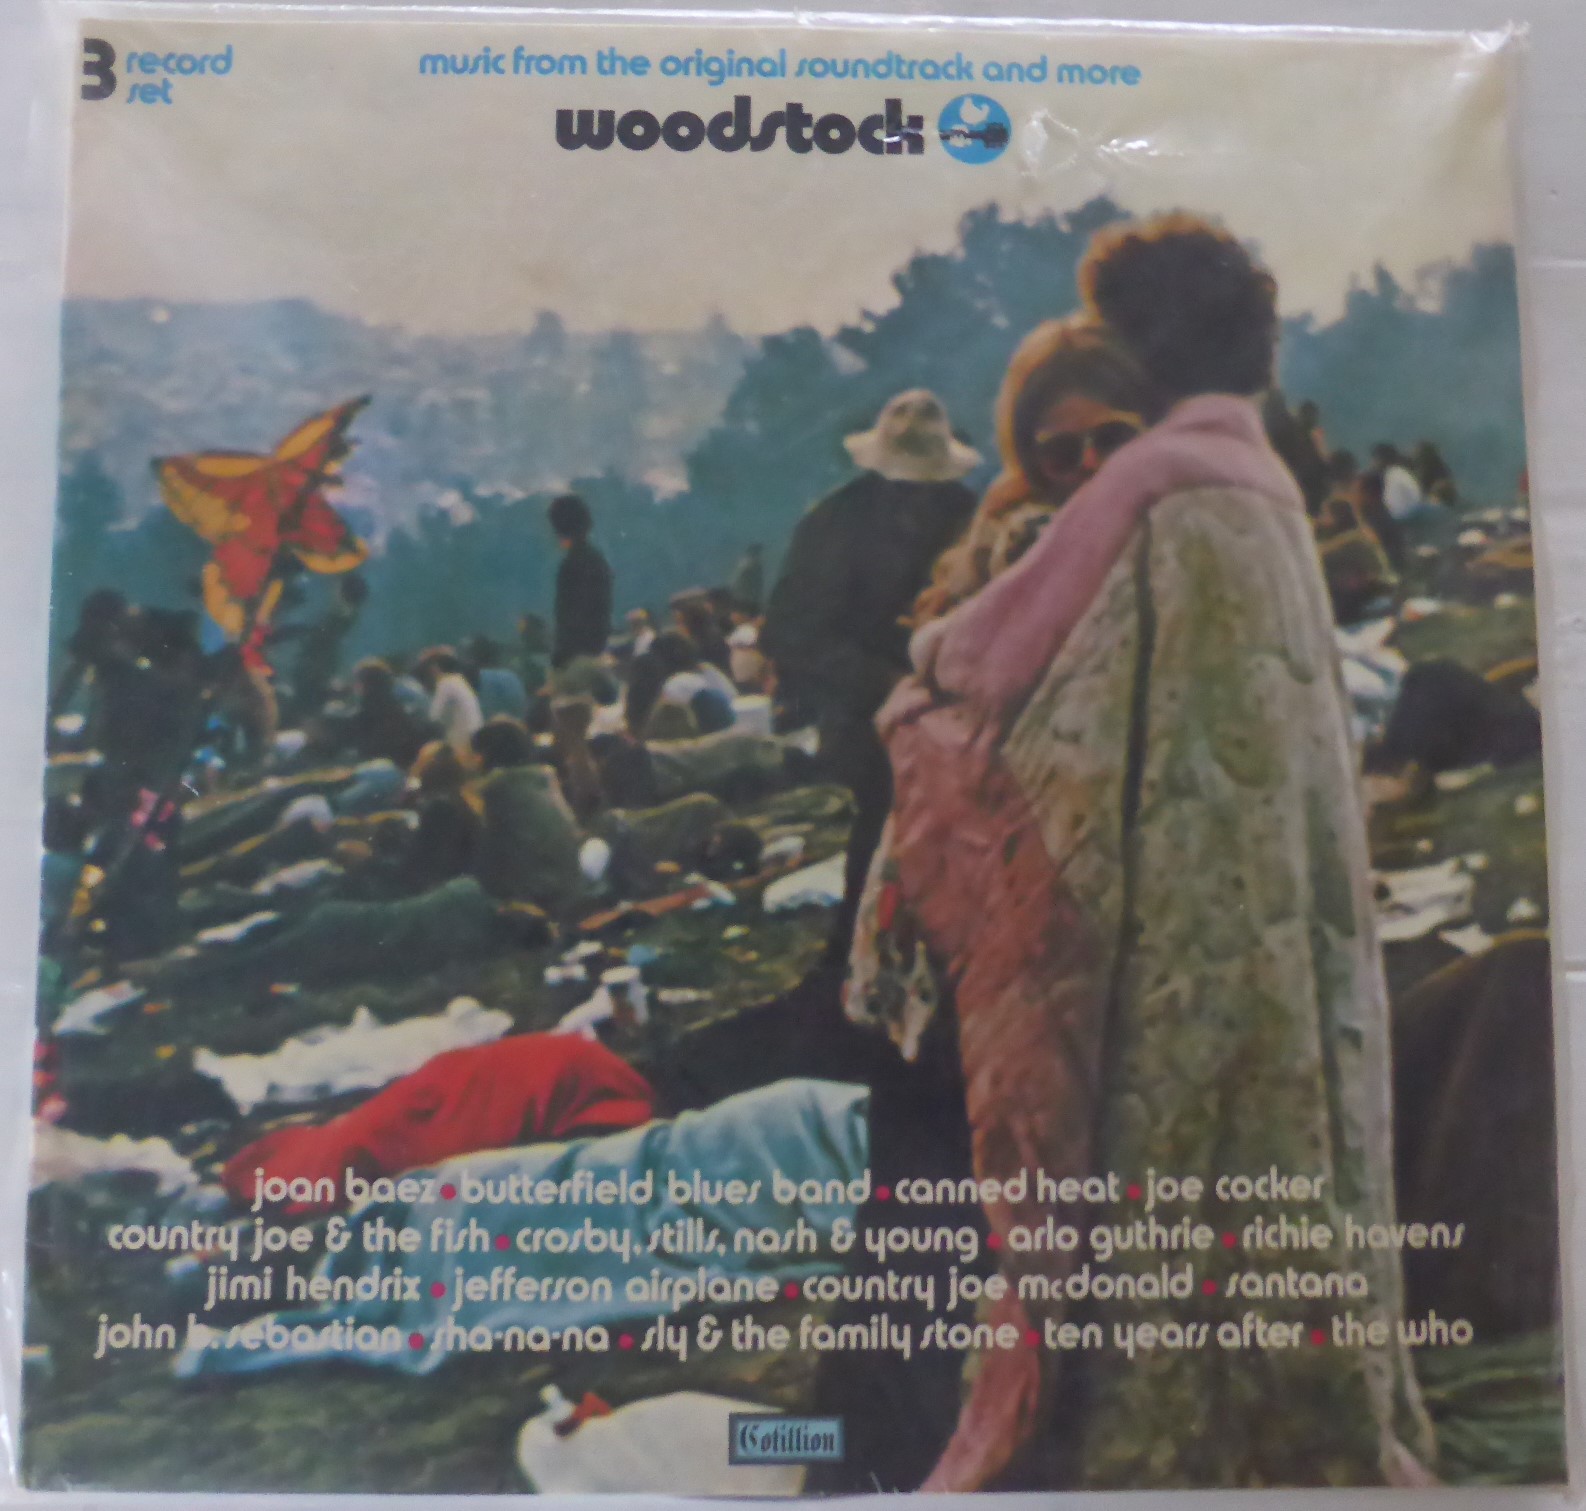 3 record
set
music from the original soundtrack and more
woodstock
joan baez • butterfield blues band • canned heat • joe cocker
country joe & the fish • crosby, stills, nash & young • arlo guthrie • richie havens
jimi hendrix • jefferson airplane • country joe mcdonald • santana
john b. sebastian • sha-na-na • sly & the family stone • ten years after • the who
Cotillion